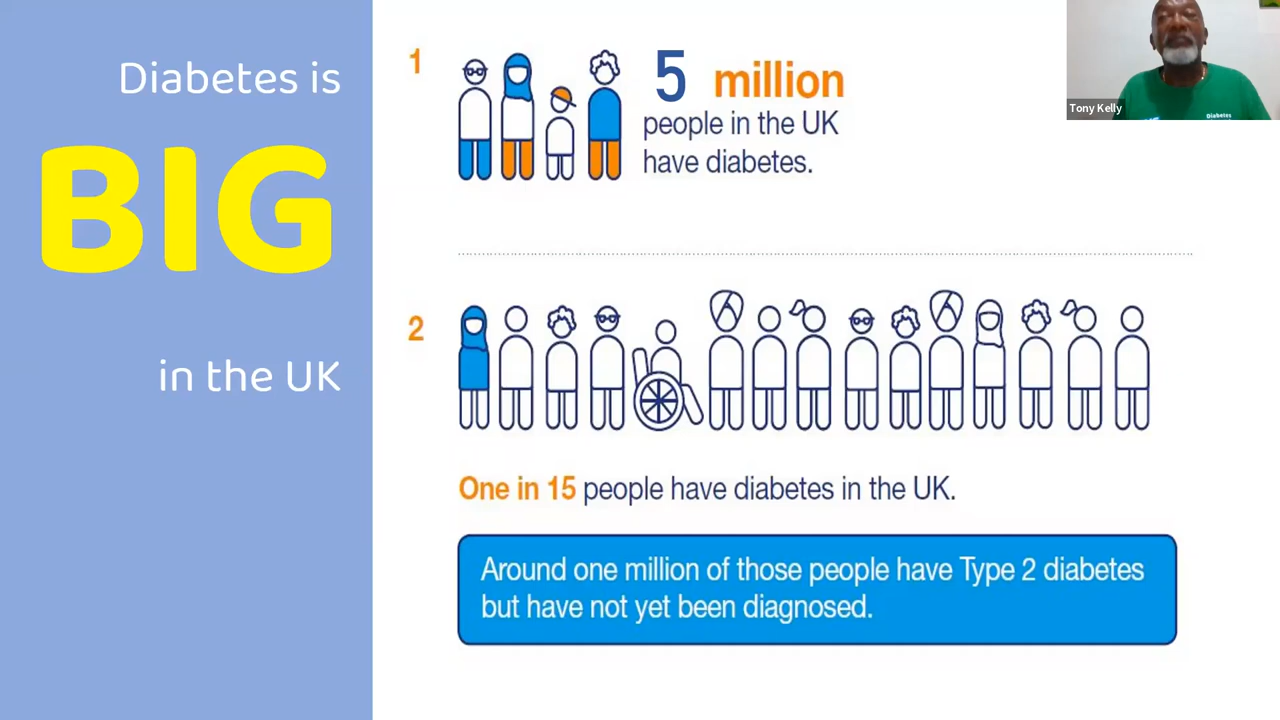 Diabetes is
BIG
in the UK
1
5 million
people in the UK
have diabetes.
2
One in 15 people have diabetes in the UK.
Around one million of those people have Type 2 diabetes
but have not yet been diagnosed.
Tony Kelly
Diabetes